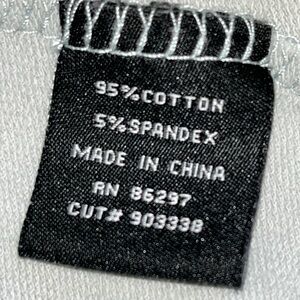 95%COTTON
5%SPANDEX
MADE IN CHINA
RN 86297
CUT# 903338